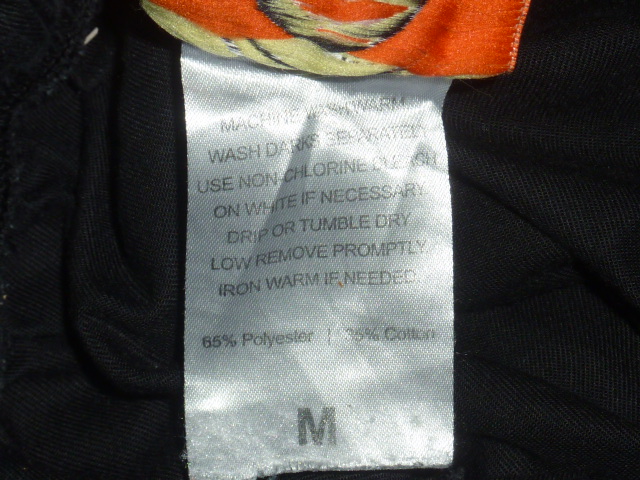 MACHINE WASH WARM
WASH DARKS SEPARATELY
USE NON-CHLORINE BLEACH
ON WHITE IF NECESSARY
DRIP OR TUMBLE DRY
LOW REMOVE PROMPTLY
IRON WARM IF NEEDED.
65% Polyester | 35% Cotton
M